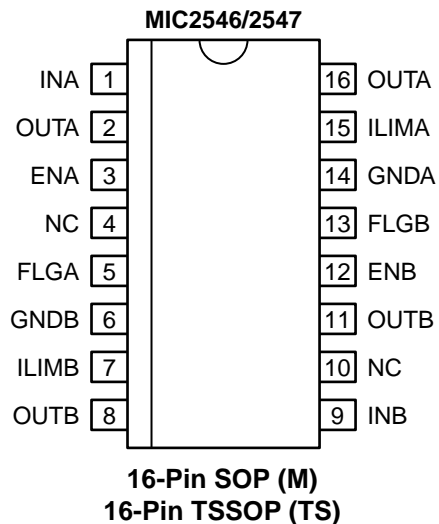 MIC2546/2547
INA 1 16 OUTA
OUTA 2 15 ILIMA
ENA 3 14 GNDA
NC 4 13 FLGB
FLGA 5 12 ENB
GNDB 6 11 OUTB
ILIMB 7 10 NC
OUTB 8 9 INB
16-Pin SOP (M)
16-Pin TSSOP (TS)